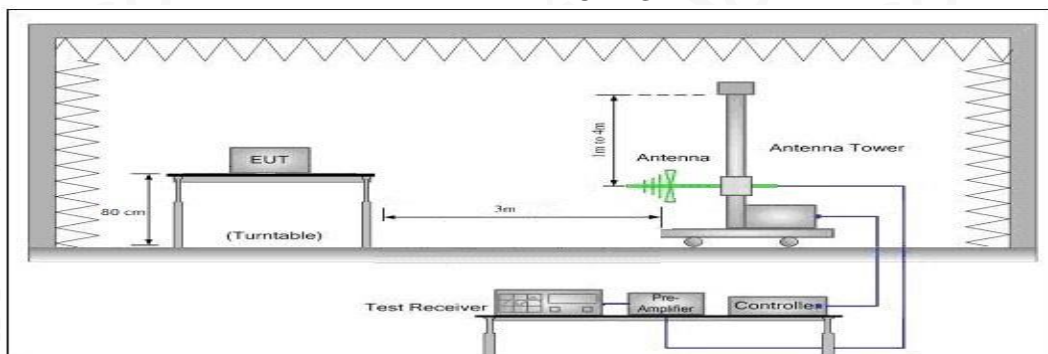 1m to 4m
Antenna
Antenna Tower
EUT
80 cm
3m
(Turntable)
Test Receiver
Pre-
Amplifier
Controller